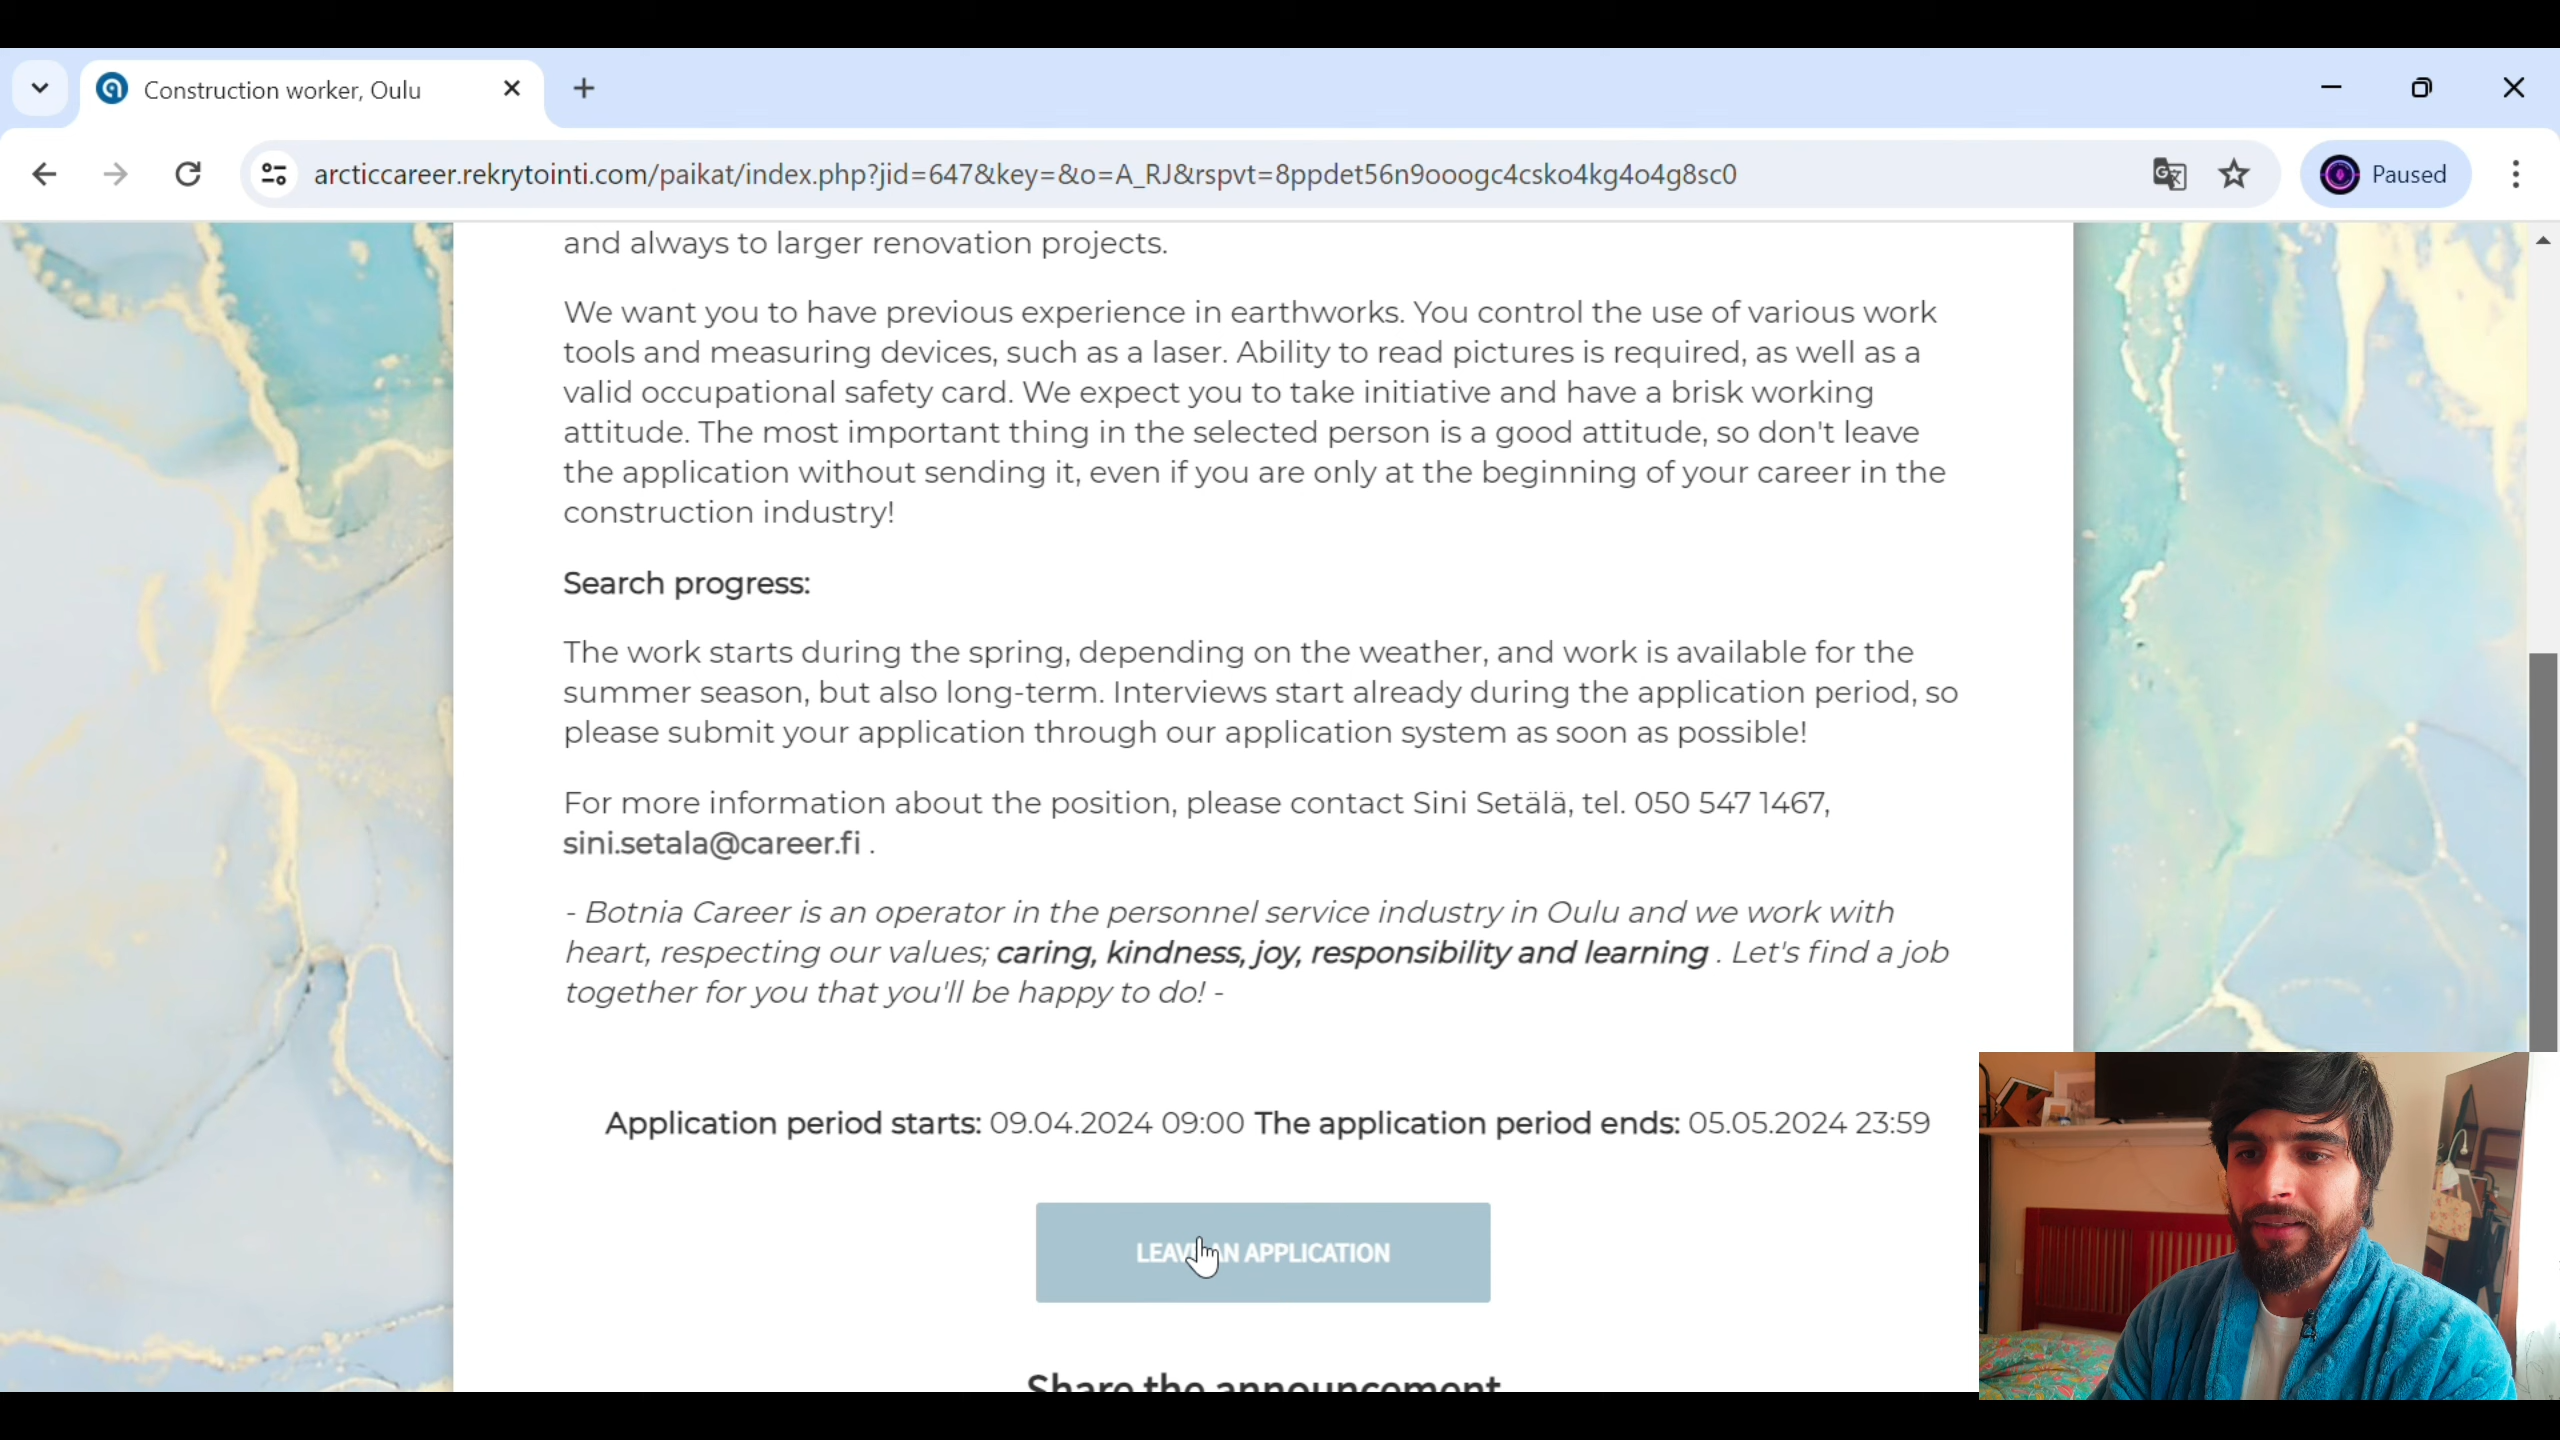 Construction worker, Oulu
arcticcareer.rekrytointi.com/paikat/index.php?jid=647&key=&o=A_RJ&rspvt=8ppdet56n9ooogc4csko4kg4o4g8sc0
Paused
and always to larger renovation projects.
We want you to have previous experience in earthworks. You control the use of various work
tools and measuring devices, such as a laser. Ability to read pictures is required, as well as a
valid occupational safety card. We expect you to take initiative and have a brisk working
attitude. The most important thing in the selected person is a good attitude, so don't leave
the application without sending it, even if you are only at the beginning of your career in the
construction industry!
Search progress:
The work starts during the spring, depending on the weather, and work is available for the
summer season, but also long-term. Interviews start already during the application period, so
please submit your application through our application system as soon as possible!
For more information about the position, please contact Sini Setälä, tel. 050 547 1467,
sini.setala@career.fi .
- Botnia Career is an operator in the personnel service industry in Oulu and we work with
heart, respecting our values; caring, kindness, joy, responsibility and learning . Let's find a job
together for you that you'll be happy to do! -
Application period starts: 09.04.2024 09:00 The application period ends: 05.05.2024 23:59
LEAVE AN APPLICATION
Share the announcement